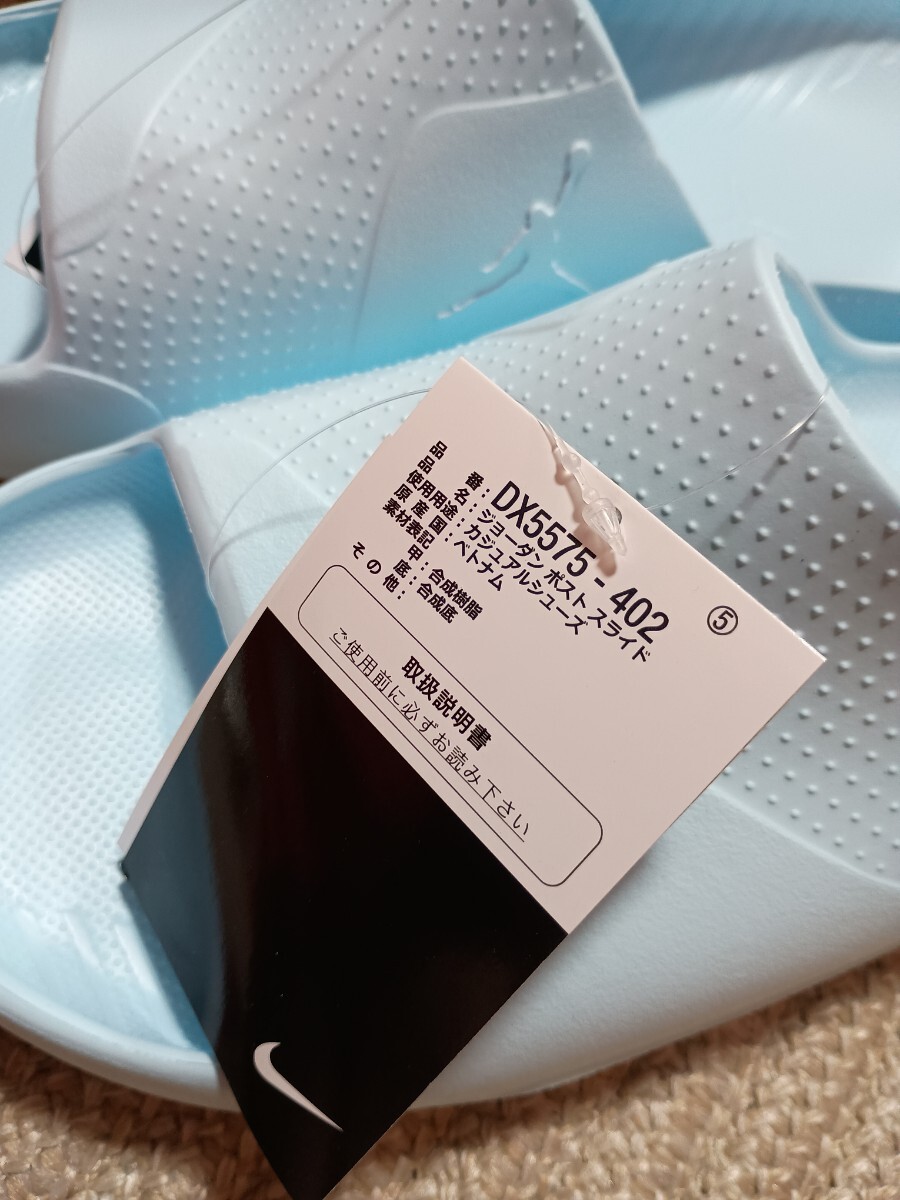 品番：DX5575-402
品名：ジョーダン ポスト スライド
使用用途：カジュアルシューズ
原産国：ベトナム
素材表記 甲：合成樹脂
底：合成底
その他：
⑤
取扱説明書
ご使用前に必ずお読み下さい